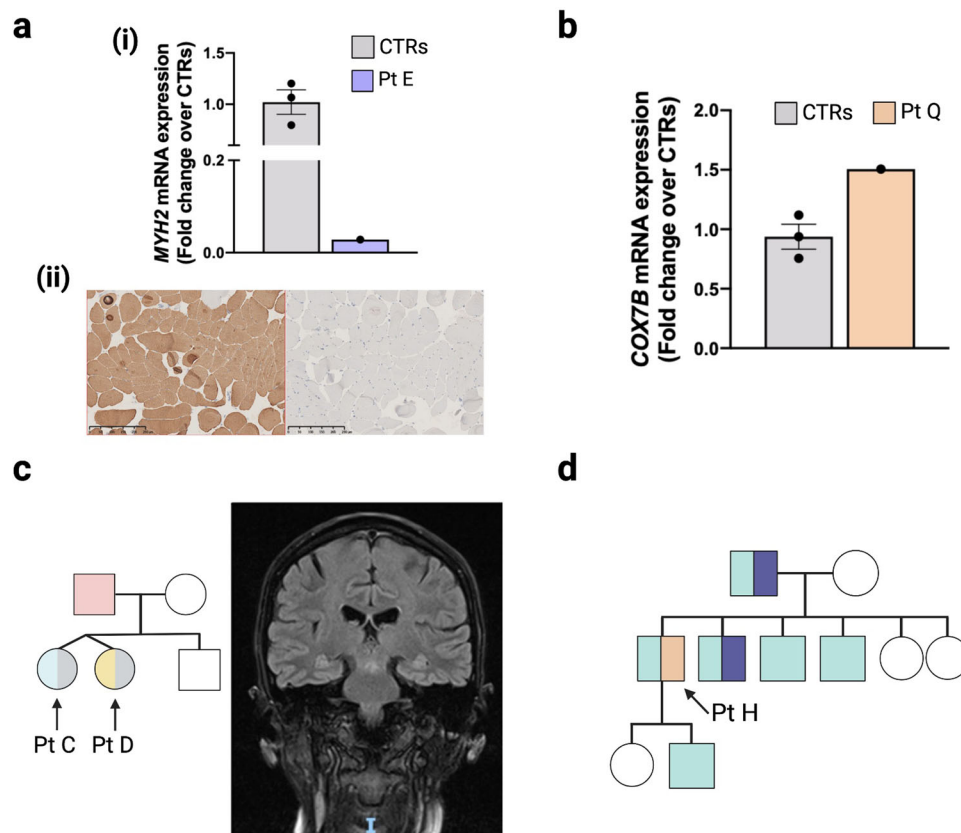 a
(i)
MYH2 mRNA expression
(Fold change over CTRs)
1.5
1.0
0.2
0.0
CTRs
Pt E
(ii)
b
COX7B mRNA expression
(Fold change over CTRs)
2.0
1.5
1.0
0.5
0.0
CTRs
Pt Q
c
Pt C
Pt D
I
d
Pt H